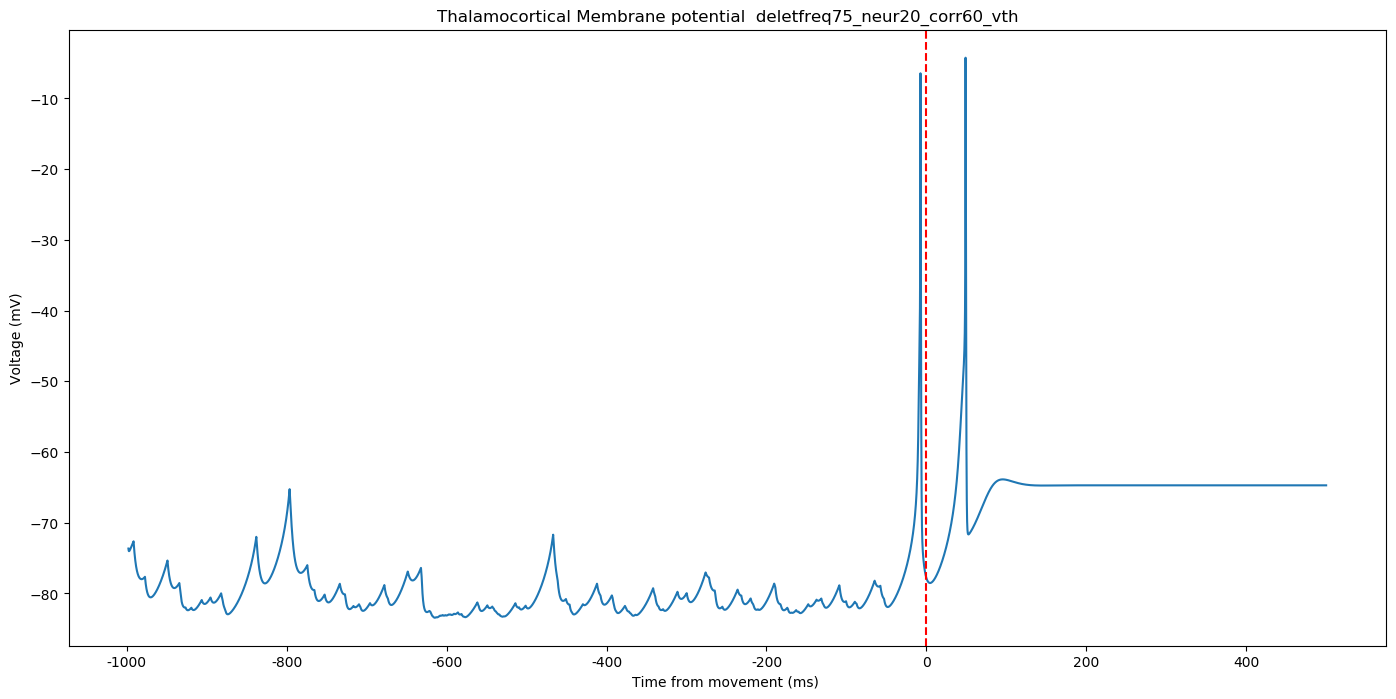 Thalamocortical Membrane potential  deletfreq75_neur20_corr60_vth
Voltage (mV)
−10
−20
−30
−40
−50
−60
−70
−80
-1000 -800 -600 -400 -200 0 200 400
Time from movement (ms)